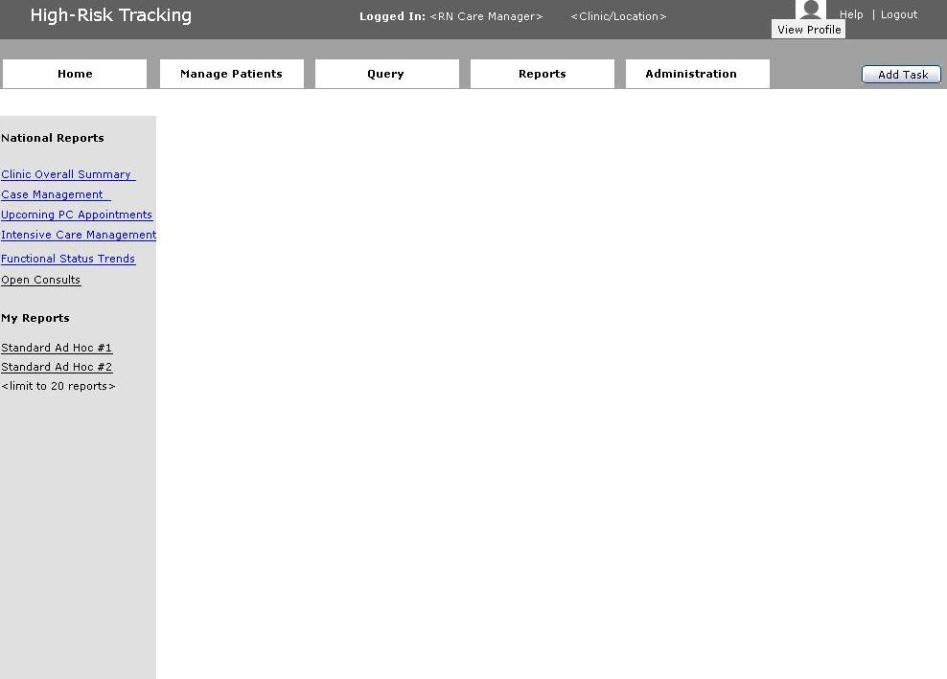 High-Risk Tracking
Logged In: <RN Care Manager> <Clinic/Location>
Help | Logout
View Profile
Home Manage Patients Query Reports Administration Add Task
National Reports
Clinic Overall Summary
Case Management
Upcoming PC Appointments
Intensive Care Management
Functional Status Trends
Open Consults
My Reports
Standard Ad Hoc #1
Standard Ad Hoc #2
<limit to 20 reports>